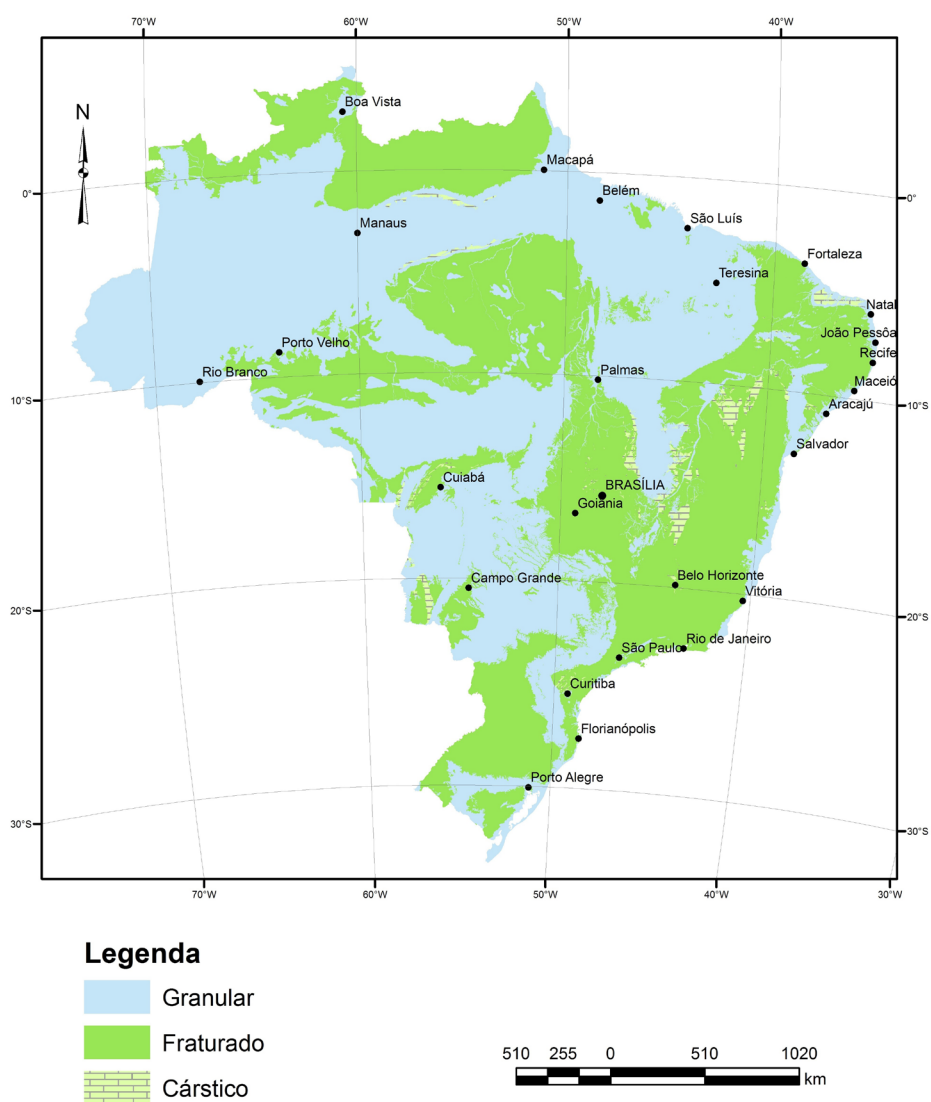 70°W 60°W 50°W 40°W
N
Boa Vista
Macapá
0°
Belém
0°
São Luís
Manaus
Fortaleza
Teresina
Natal
João Pessôa
Porto Velho
Recife
Rio Branco
Palmas
Maceió
10°S
Aracajú
10°S
Salvador
Cuiabá
BRASÍLIA
Goiânia
Campo Grande
Belo Horizonte
Vitória
20°S
20°S
Rio de Janeiro
São Paulo
Curitiba
Florianópolis
Porto Alegre
30°S
30°S
70°W 60°W 50°W 40°W 30°W
Legenda
Granular
Fraturado
Cárstico
510 255 0 510 1020
km